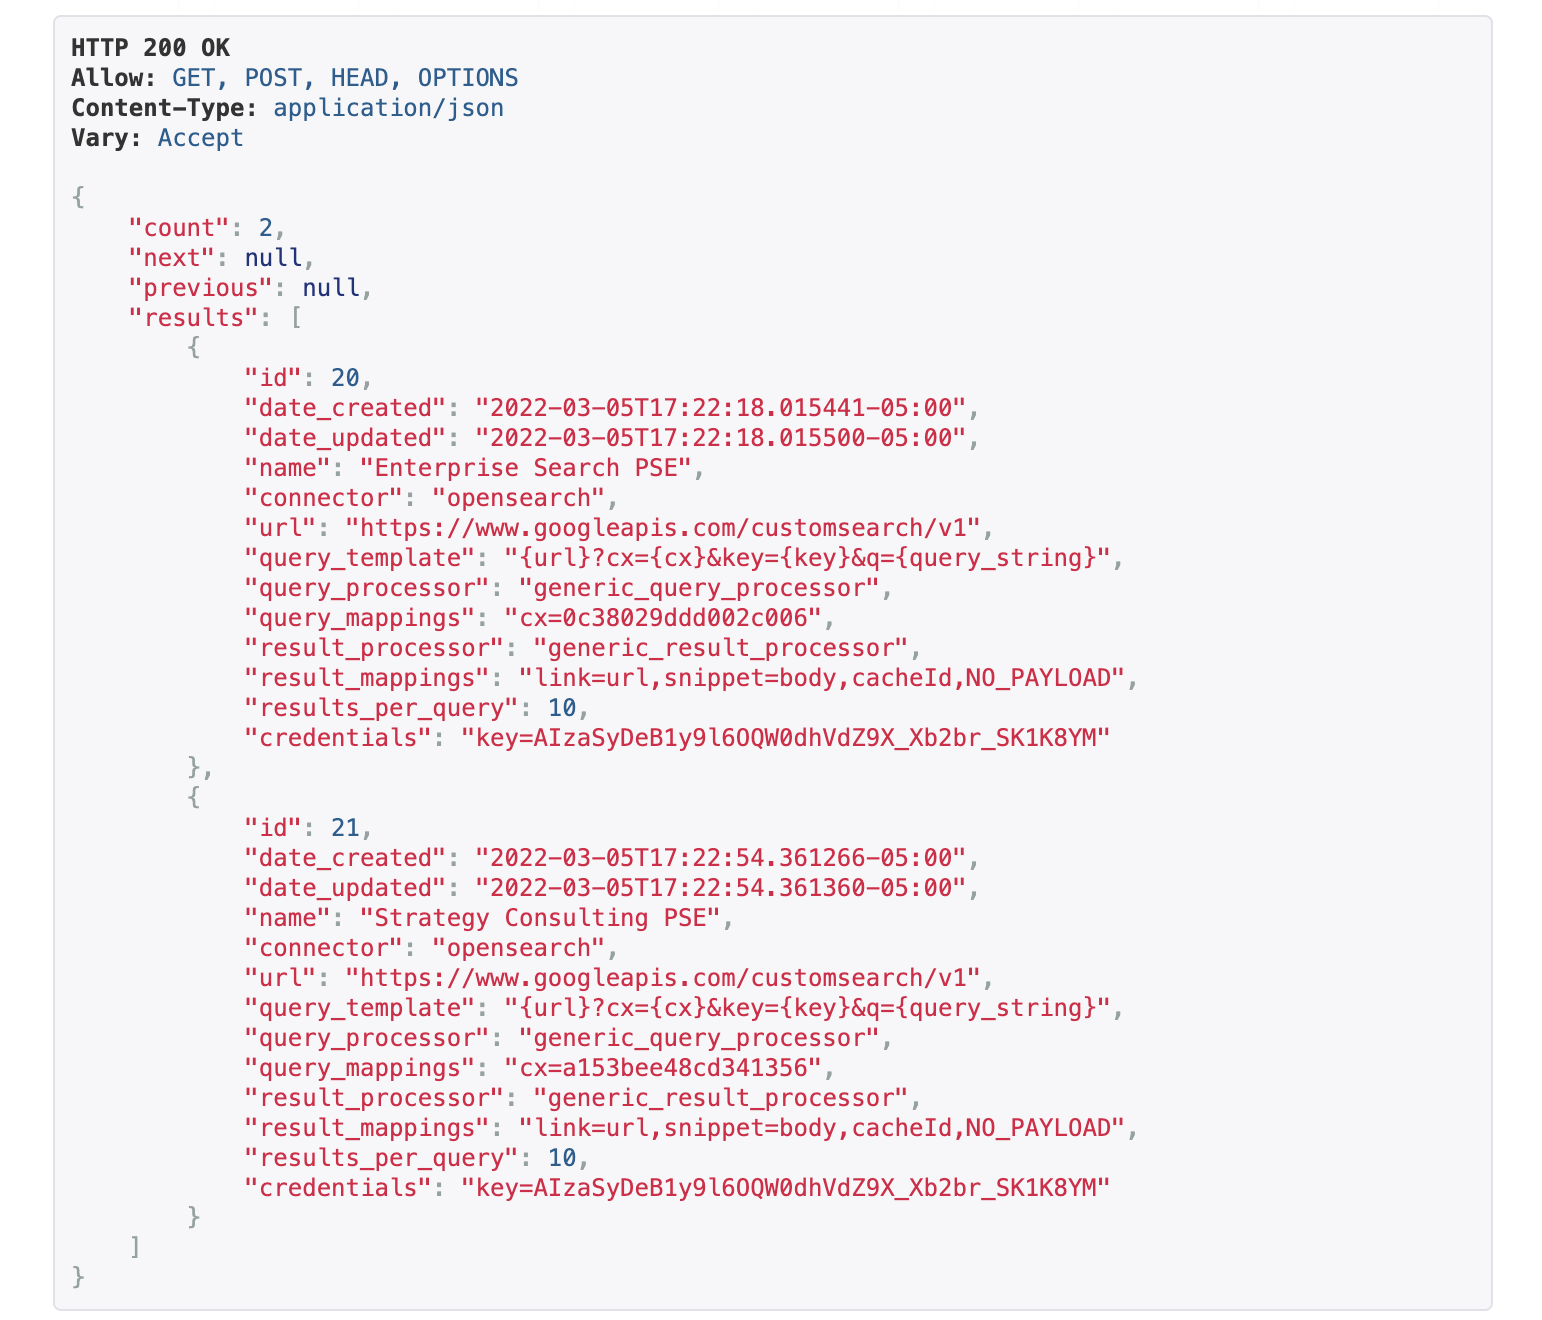 HTTP 200 OK
Allow: GET, POST, HEAD, OPTIONS
Content-Type: application/json
Vary: Accept
{
"count": 2,
"next": null,
"previous": null,
"results": [
{
"id": 20,
"date_created": "2022-03-05T17:22:18.015441-05:00",
"date_updated": "2022-03-05T17:22:18.015500-05:00",
"name": "Enterprise Search PSE",
"connector": "opensearch",
"url": "https://www.googleapis.com/customsearch/v1",
"query_template": "{url}?cx={cx}&key={key}&q={query_string}",
"query_processor": "generic_query_processor",
"query_mappings": "cx=0c38029ddd002c006",
"result_processor": "generic_result_processor",
"result_mappings": "link=url,snippet=body,cacheId,NO_PAYLOAD",
"results_per_query": 10,
"credentials": "key=AIzaSyDeB1y9l6OQW0dhVdZ9X_Xb2br_SK1K8YM"
},
{
"id": 21,
"date_created": "2022-03-05T17:22:54.361266-05:00",
"date_updated": "2022-03-05T17:22:54.361360-05:00",
"name": "Strategy Consulting PSE",
"connector": "opensearch",
"url": "https://www.googleapis.com/customsearch/v1",
"query_template": "{url}?cx={cx}&key={key}&q={query_string}",
"query_processor": "generic_query_processor",
"query_mappings": "cx=a153bee48cd341356",
"result_processor": "generic_result_processor",
"result_mappings": "link=url,snippet=body,cacheId,NO_PAYLOAD",
"results_per_query": 10,
"credentials": "key=AIzaSyDeB1y9l6OQW0dhVdZ9X_Xb2br_SK1K8YM"
}
]
}